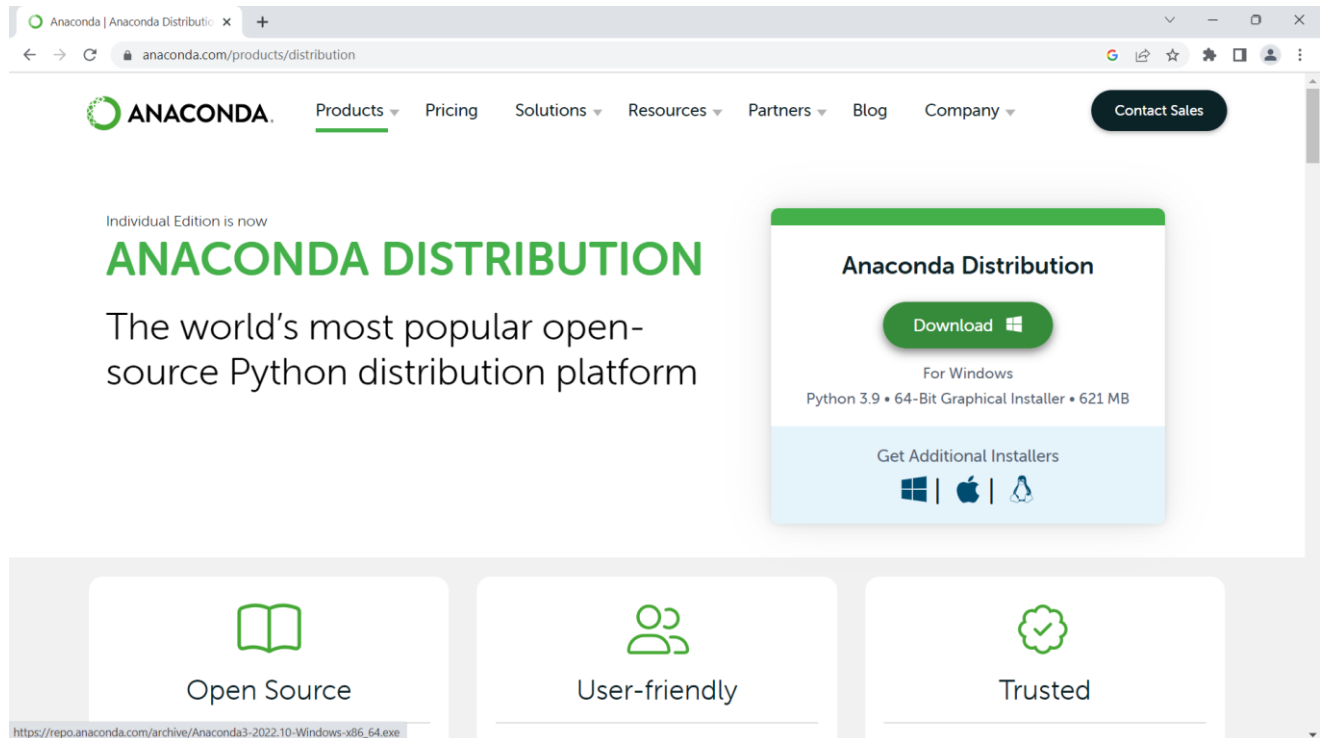 Anaconda | Anaconda Distributio
anaconda.com/products/distribution
ANACONDA.
Products
Pricing
Solutions
Resources
Partners
Blog
Company
Contact Sales
Individual Edition is now
ANACONDA DISTRIBUTION
The world's most popular open-
source Python distribution platform
Anaconda Distribution
Download
For Windows
Python 3.9 • 64-Bit Graphical Installer • 621 MB
Get Additional Installers
Open Source
User-friendly
Trusted
https://repo.anaconda.com/archive/Anaconda3-2022.10-Windows-x86_64.exe